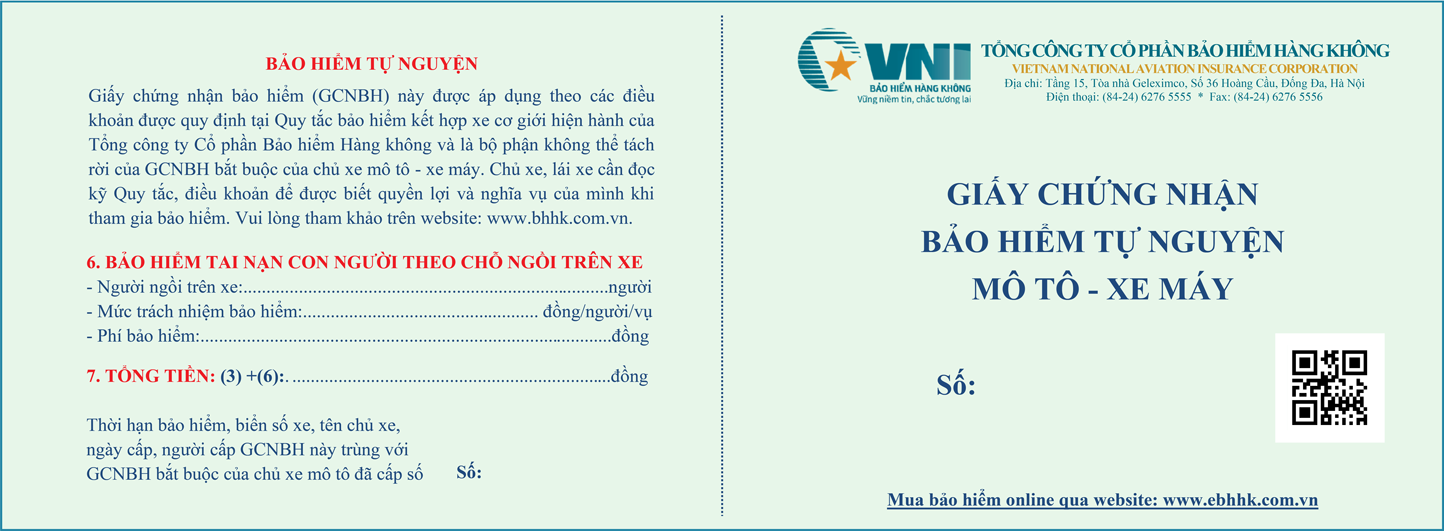 BẢO HIỂM TỰ NGUYỆN
Giấy chứng nhận bảo hiểm (GCNBH) này được áp dụng theo các điều
khoản được quy định tại Quy tắc bảo hiểm kết hợp xe cơ giới hiện hành của
Tổng công ty Cổ phần Bảo hiểm Hàng không và là bộ phận không thể tách
rời của GCNBH bắt buộc của chủ xe mô tô - xe máy. Chủ xe, lái xe cần đọc
kỹ Quy tắc, điều khoản để được biết quyền lợi và nghĩa vụ của mình khi
tham gia bảo hiểm. Vui lòng tham khảo trên website: www.bhhk.com.vn.
6. BẢO HIỂM TAI NẠN CON NGƯỜI THEO CHỖ NGỒI TRÊN XE
- Người ngồi trên xe:...............................................................................người
- Mức trách nhiệm bảo hiểm:................................................... đồng/người/vụ
- Phí bảo hiểm:.........................................................................................đồng
7. TỔNG TIỀN: (3) +(6):. .....................................................................đồng
Thời hạn bảo hiểm, biển số xe, tên chủ xe,
ngày cấp, người cấp GCNBH này trùng với
GCNBH bắt buộc của chủ xe mô tô đã cấp số Số:
VNI
BẢO HIỂM HÀNG KHÔNG
Vững niềm tin, chắc tương lai
TỔNG CÔNG TY CỔ PHẦN BẢO HIỂM HÀNG KHÔNG
VIETNAM NATIONAL AVIATION INSURANCE CORPORATION
Địa chỉ: Tầng 15, Tòa nhà Geleximco, Số 36 Hoàng Cầu, Đống Đa, Hà Nội
Điện thoại: (84-24) 6276 5555 * Fax: (84-24) 6276 5556
GIẤY CHỨNG NHẬN
BẢO HIỂM TỰ NGUYỆN
MÔ TÔ - XE MÁY
Số:
Mua bảo hiểm online qua website: www.ebhhk.com.vn